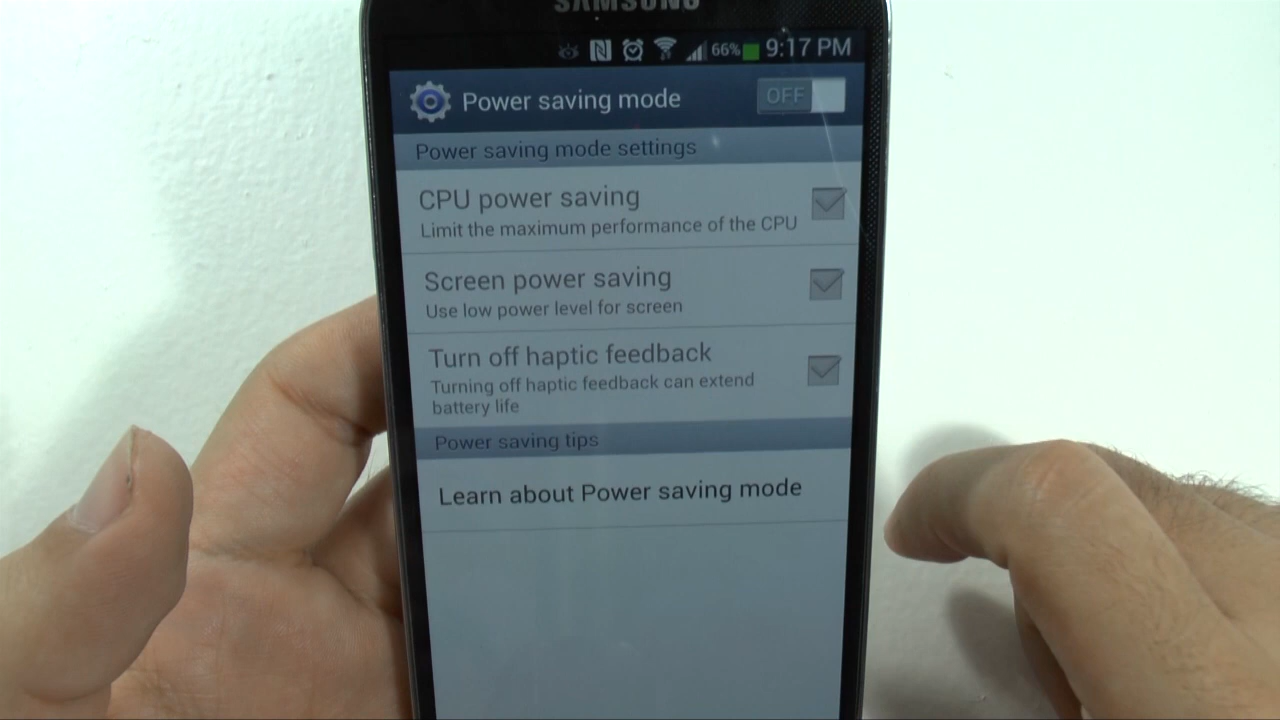 SAMSUNG
66% 9:17 PM
Power saving mode OFF
Power saving mode settings
CPU power saving
Limit the maximum performance of the CPU
Screen power saving
Use low power level for screen
Turn off haptic feedback
Turning off haptic feedback can extend
battery life
Power saving tips
Learn about Power saving mode